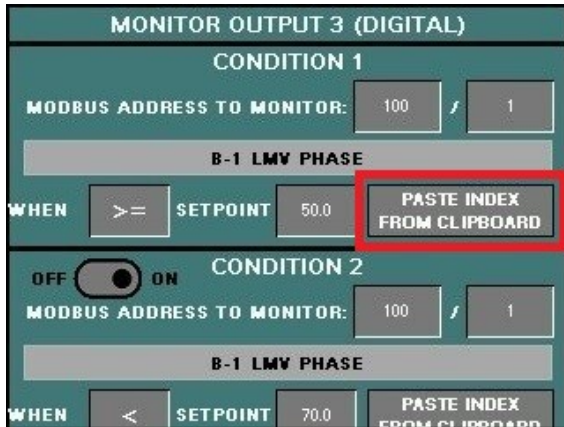 MONITOR OUTPUT 3 (DIGITAL)
CONDITION 1
MODBUS ADDRESS TO MONITOR: 100 / 1
B-1 LMV PHASE
WHEN >= SETPOINT 50.0 PASTE INDEX
FROM CLIPBOARD
OFF ON CONDITION 2
MODBUS ADDRESS TO MONITOR: 100 / 1
B-1 LMV PHASE
WHEN < SETPOINT 70.0 PASTE INDEX
FROM CLIPBOARD